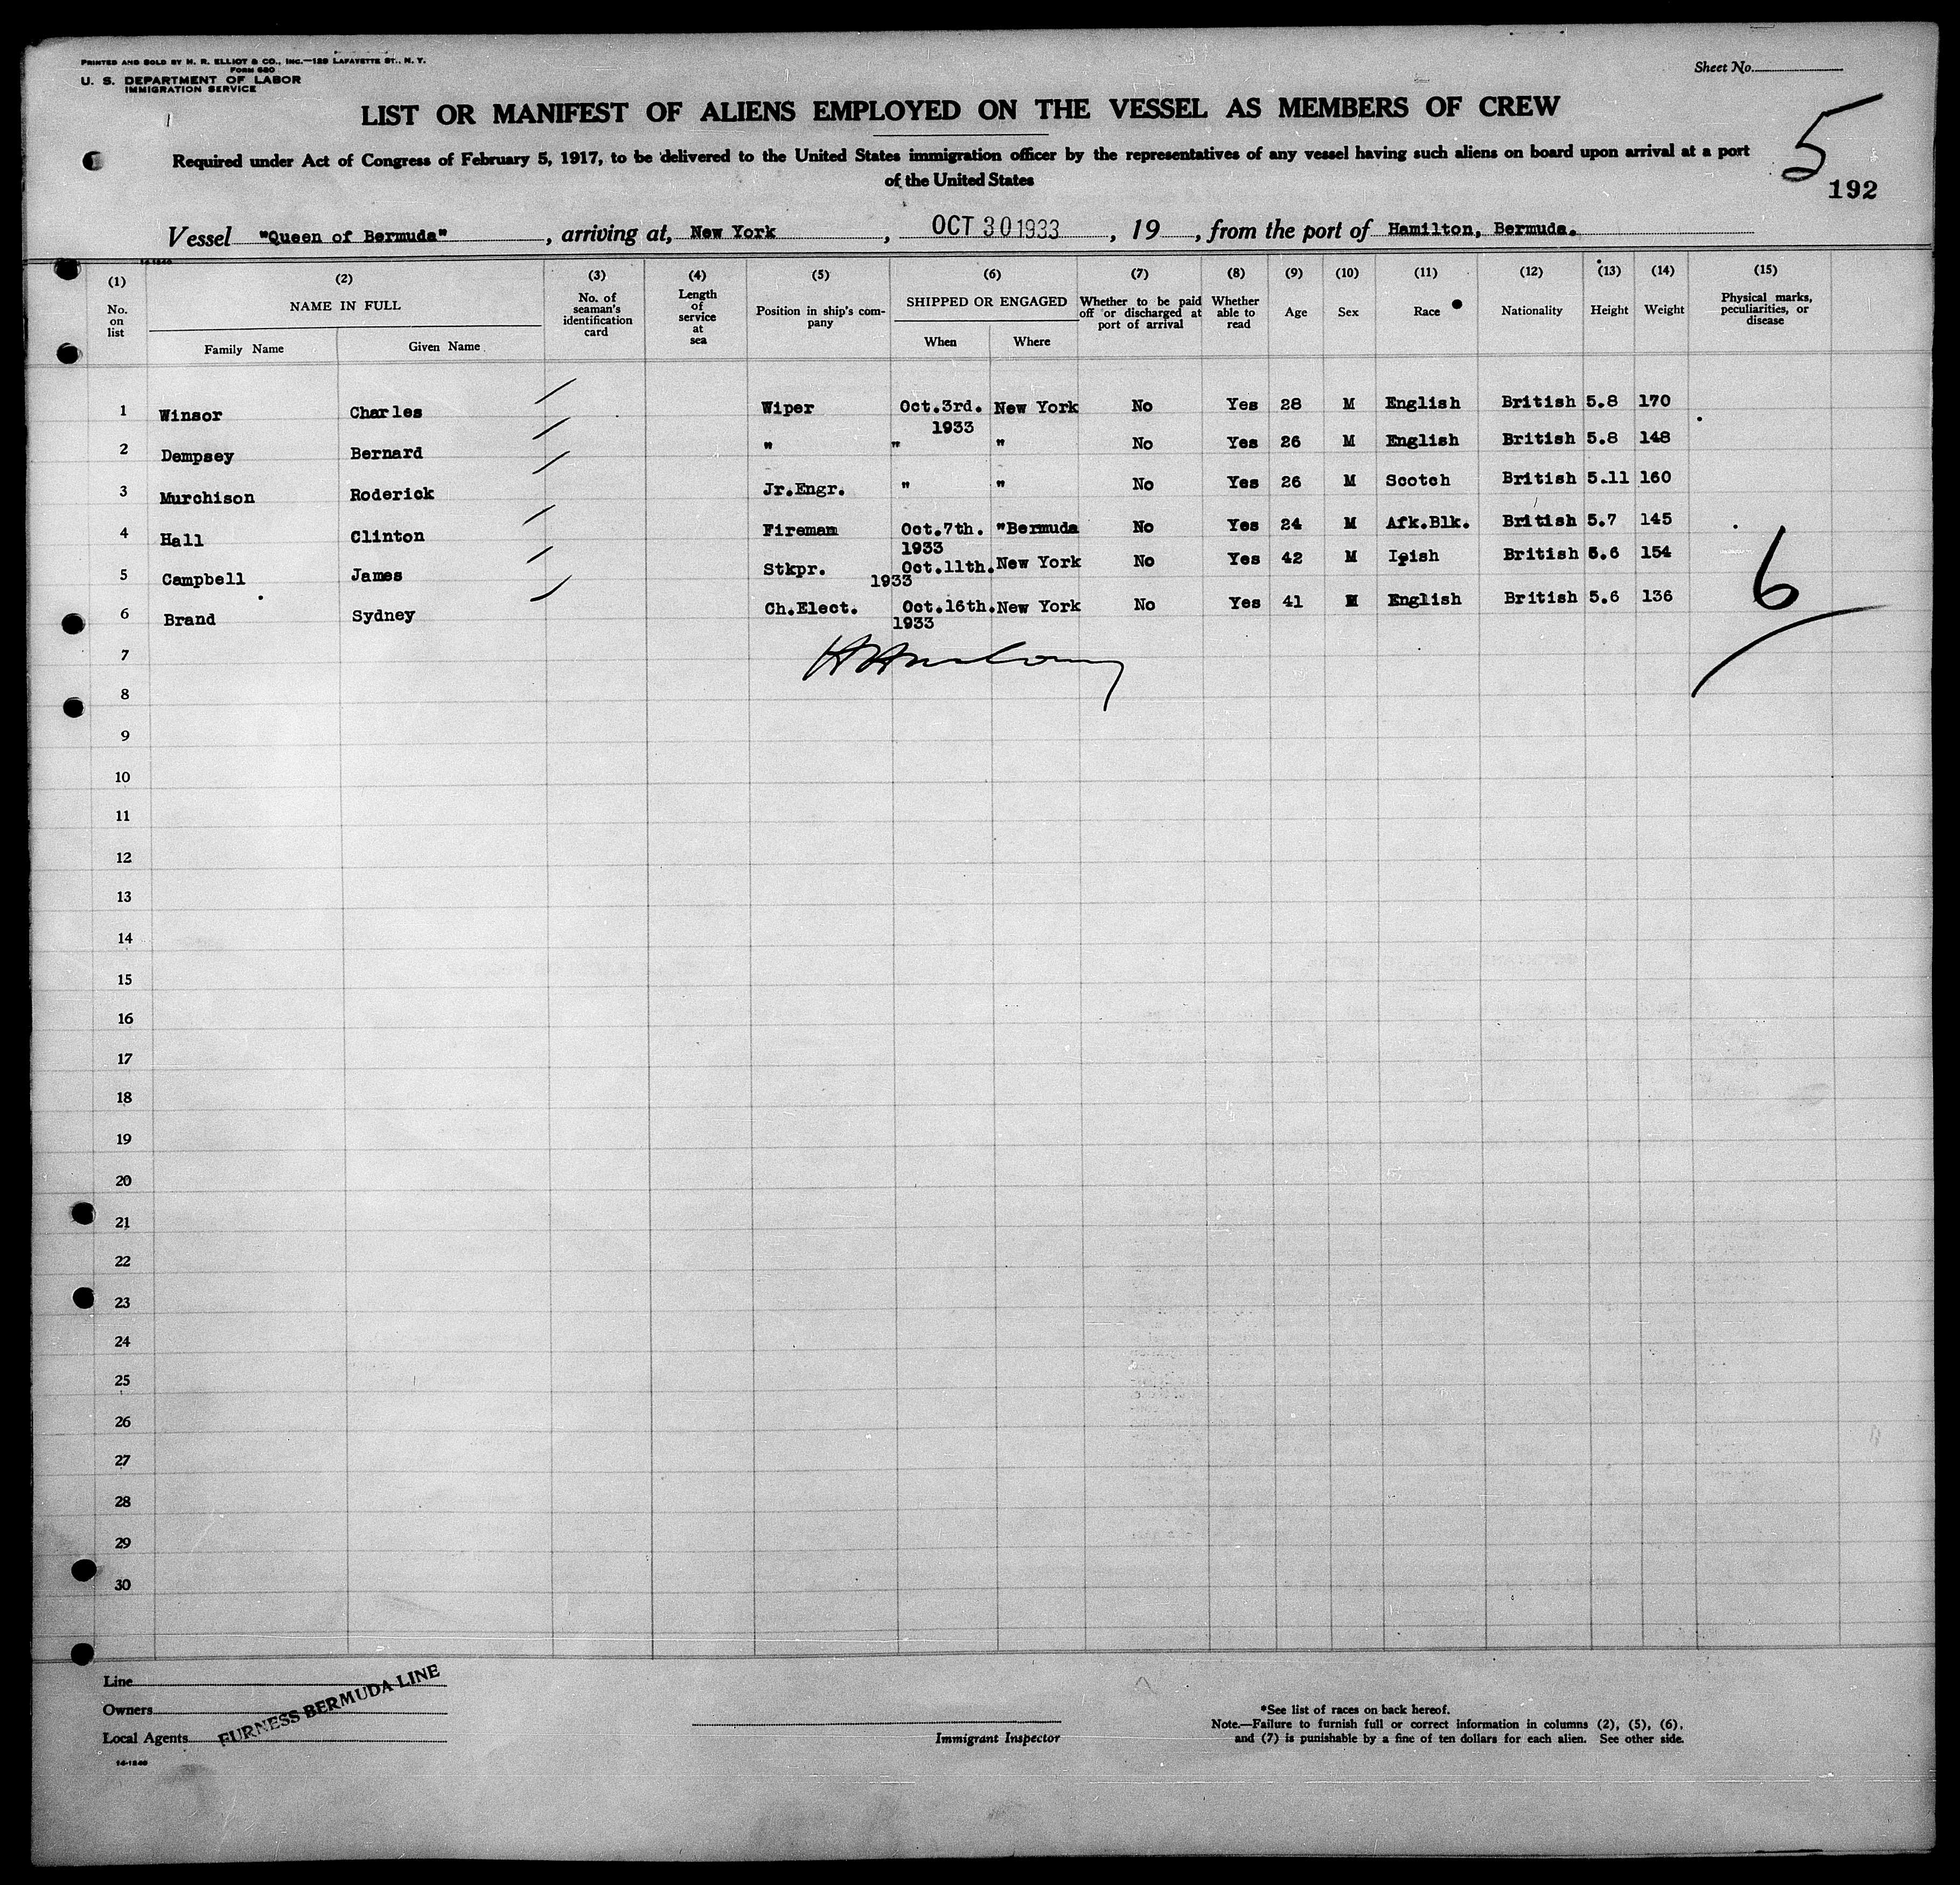 PRINTED AND SOLD BY H. R. ELLIOT & CO., INC.—129 LAFAYETTE ST., N. Y.
FORM 680
U. S. DEPARTMENT OF LABOR
IMMIGRATION SERVICE
Sheet No.
LIST OR MANIFEST OF ALIENS EMPLOYED ON THE VESSEL AS MEMBERS OF CREW
5
Required under Act of Congress of February 5, 1917, to be delivered to the United States immigration officer by the representatives of any vessel having such aliens on board upon arrival at a port
of the United States
192
Vessel "Queen of Bermuda", arriving at, New York, OCT 30 1933, 19, from the port of Hamilton, Bermuda.
(1) (2) (3) (4) (5) (6) (7) (8) (9) (10) (11) (12) (13) (14) (15)
No. on list NAME IN FULL Family Name Given Name No. of seaman's identification card Length of service at sea Position in ship's company SHIPPED OR ENGAGED When Where Whether to be paid off or discharged at port of arrival Whether able to read Age Sex Race Nationality Height Weight Physical marks, peculiarities, or disease
1 Winsor Charles Wiper Oct.3rd. 1933 New York No Yes 28 M English British 5.8 170
2 Dempsey Bernard " " " No Yes 26 M English British 5.8 148
3 Murchison Roderick Jr.Engr. " " No Yes 26 M Scotch British 5.11 160
4 Hall Clinton Fireman Oct.7th. 1933 "Bermuda No Yes 24 M Afk.Blk. British 5.7 145
5 Campbell James Stkpr. Oct.11th. 1933 New York No Yes 42 M Irish British 5.6 154
6 Brand Sydney Ch.Elect. Oct.16th. 1933 New York No Yes 41 M English British 5.6 136
6
7
8
9
10
11
12
13
14
15
16
17
18
19
20
21
22
23
24
25
26
27
28
29
30
Line
Owners
Local Agents
FURNESS BERMUDA LINE
14-1240
Immigrant Inspector
*See list of races on back hereof.
Note.—Failure to furnish full or correct information in columns (2), (5), (6),
and (7) is punishable by a fine of ten dollars for each alien. See other side.